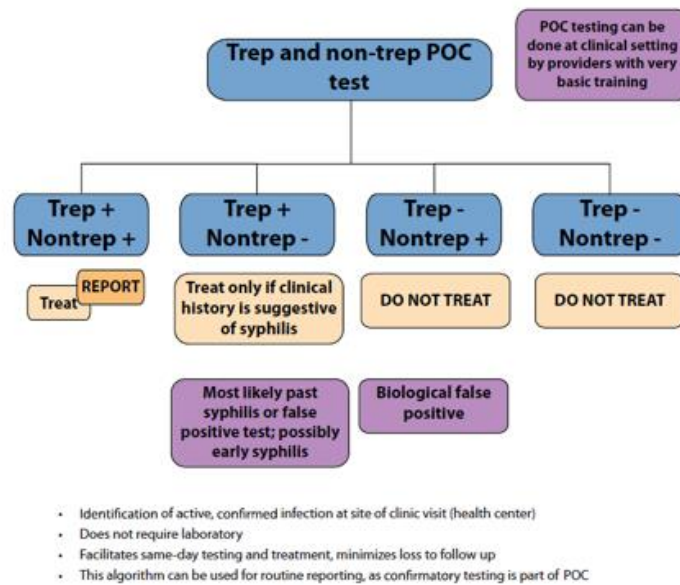 Trep and non-trep POC
test
POC testing can be
done at clinical setting
by providers with very
basic training
Trep +
Nontrep +
Trep +
Nontrep -
Trep -
Nontrep +
Trep -
Nontrep -
Treat
REPORT
Treat only if clinical
history is suggestive
of syphilis
DO NOT TREAT
DO NOT TREAT
Most likely past
syphilis or false
positive test; possibly
early syphilis
Biological false
positive
• Identification of active, confirmed infection at site of clinic visit (health center)
• Does not require laboratory
• Facilitates same-day testing and treatment, minimizes loss to follow up
• This algorithm can be used for routine reporting, as confirmatory testing is part of POC